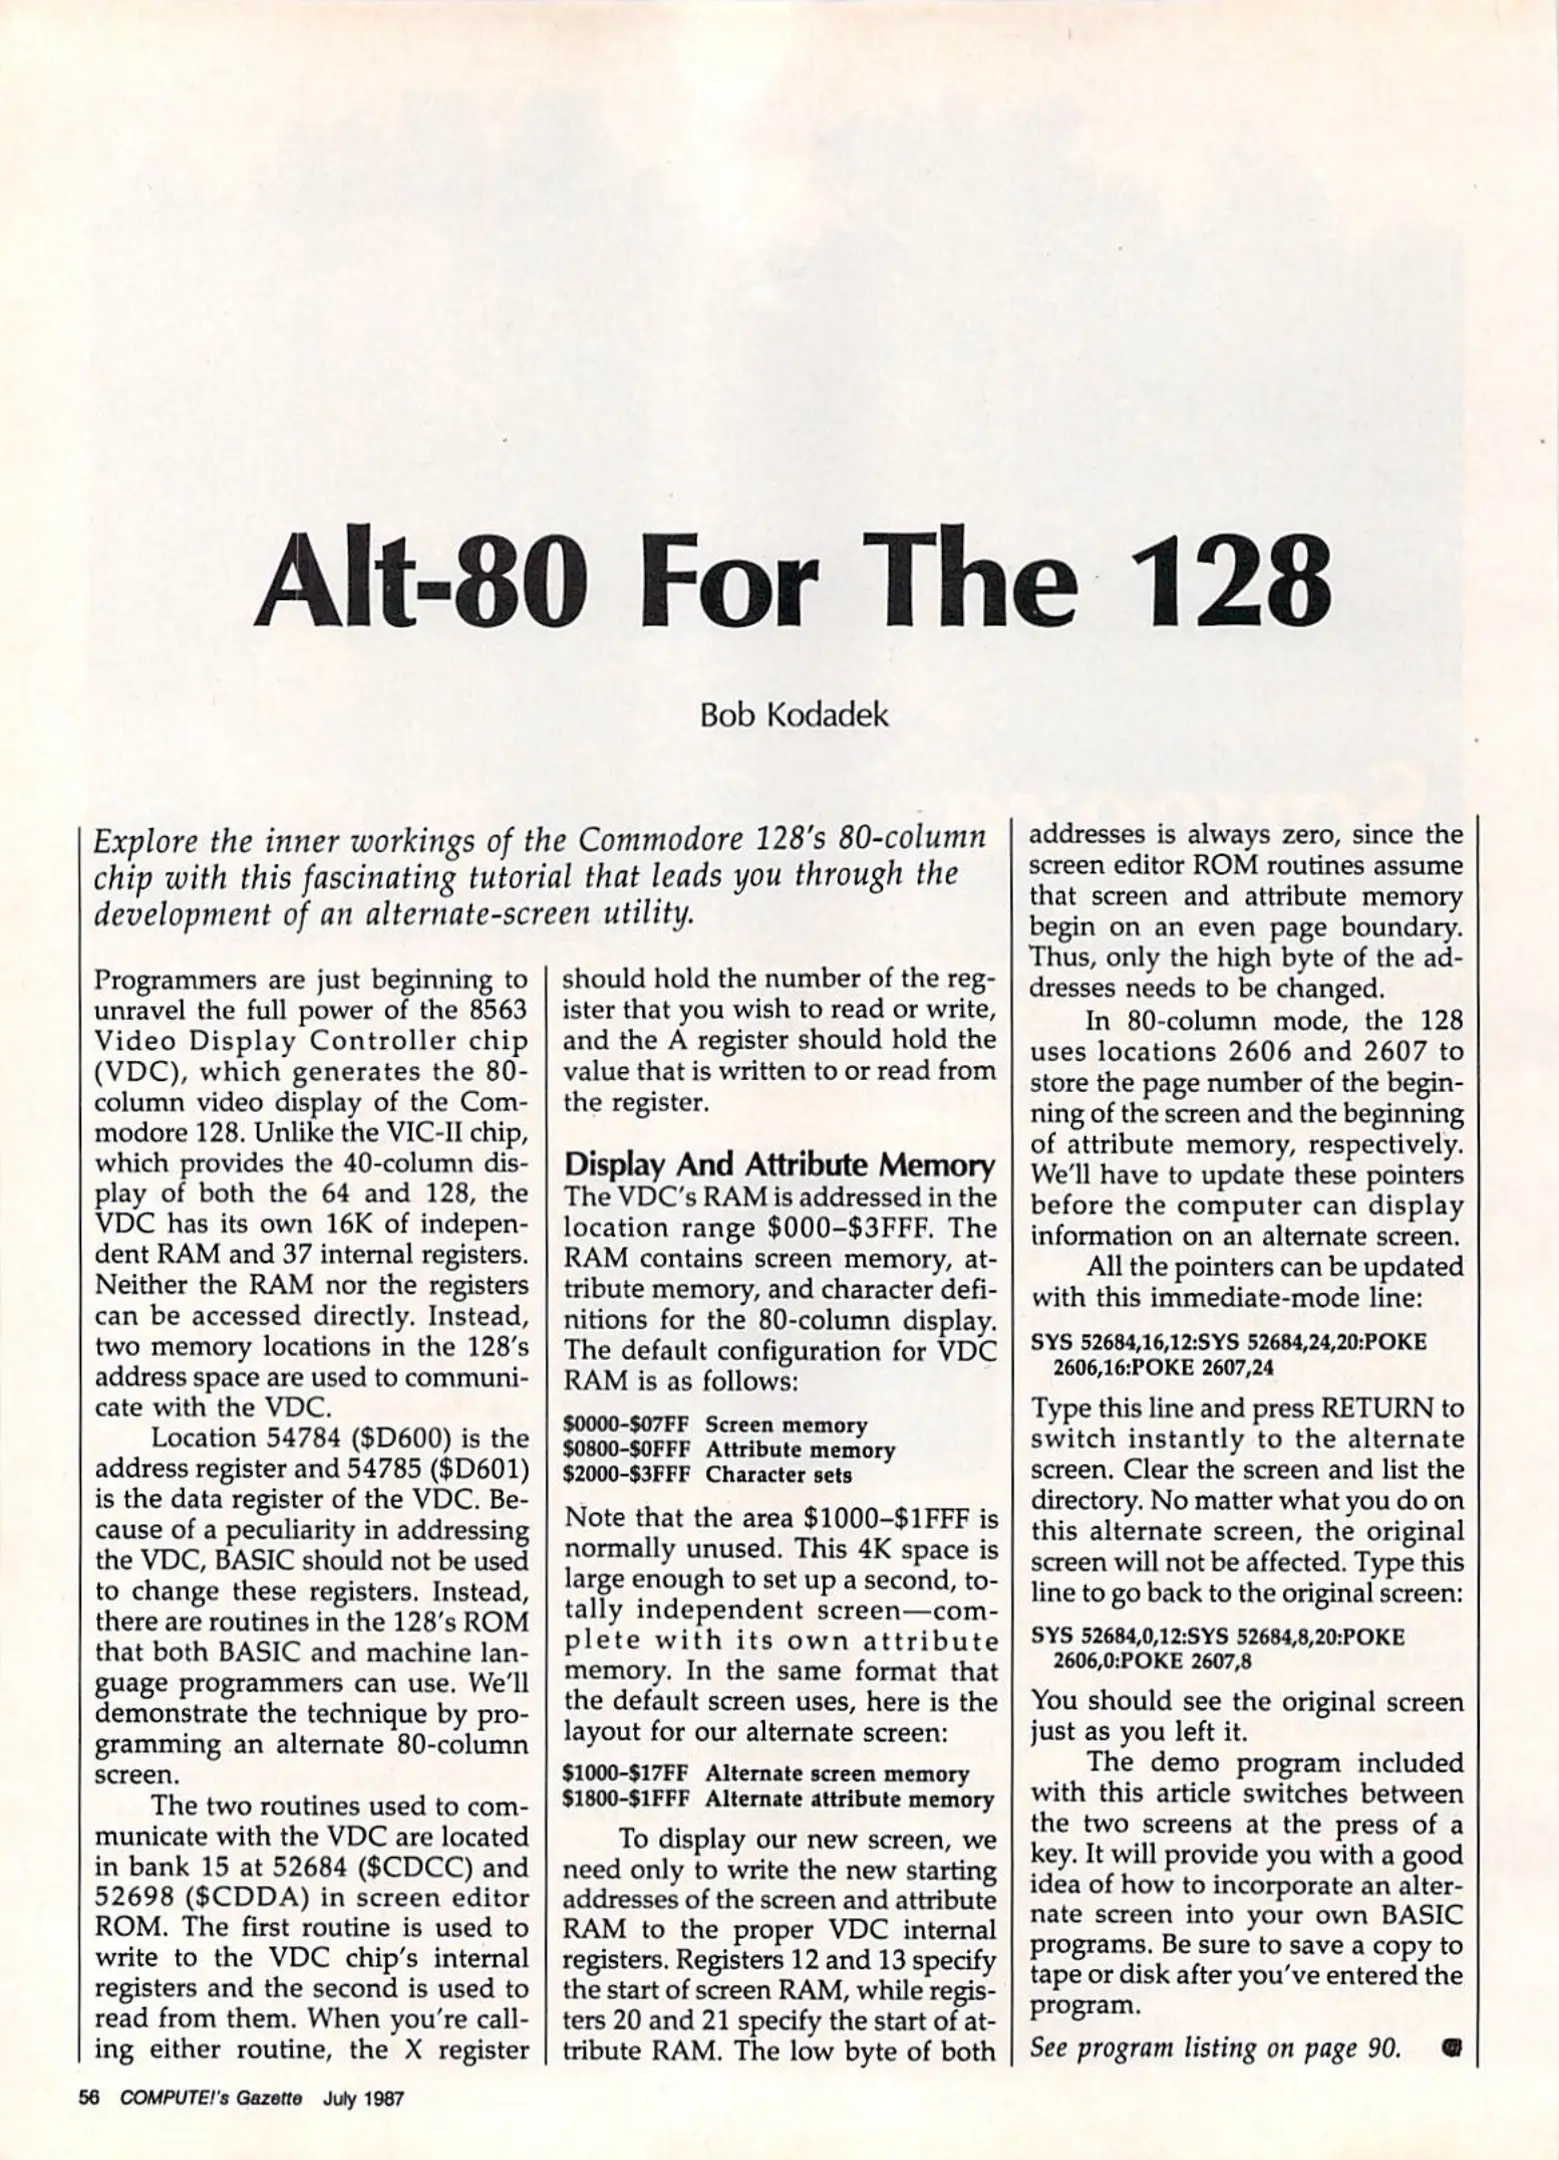 Alt-80 For The 128
Bob Kodadek
Explore the inner workings of the Commodore 128's 80-column
chip with this fascinating tutorial that leads you through the
development of an alternate-screen utility.
Programmers are just beginning to
unravel the full power of the 8563
Video Display Controller chip
(VDC), which generates the 80-
column video display of the Com-
modore 128. Unlike the VIC-II chip,
which provides the 40-column dis-
play of both the 64 and 128, the
VDC has its own 16K of indepen-
dent RAM and 37 internal registers.
Neither the RAM nor the registers
can be accessed directly. Instead,
two memory locations in the 128's
address space are used to communi-
cate with the VDC.
Location 54784 ($D600) is the
address register and 54785 ($D601)
is the data register of the VDC. Be-
cause of a peculiarity in addressing
the VDC, BASIC should not be used
to change these registers. Instead,
there are routines in the 128's ROM
that both BASIC and machine lan-
guage programmers can use. We'll
demonstrate the technique by pro-
gramming an alternate 80-column
screen.
The two routines used to com-
municate with the VDC are located
in bank 15 at 52684 ($CDCC) and
52698 ($CDDA) in screen editor
ROM. The first routine is used to
write to the VDC chip's internal
registers and the second is used to
read from them. When you're call-
ing either routine, the X register
should hold the number of the reg-
ister that you wish to read or write,
and the A register should hold the
value that is written to or read from
the register.
Display And Attribute Memory
The VDC's RAM is addressed in the
location range $000–$3FFF. The
RAM contains screen memory, at-
tribute memory, and character defi-
nitions for the 80-column display.
The default configuration for VDC
RAM is as follows:
$0000–$07FF Screen memory
$0800–$0FFF Attribute memory
$2000–$3FFF Character sets
Note that the area $1000–$1FFF is
normally unused. This 4K space is
large enough to set up a second, to-
tally independent screen—com-
plete with its own attribute
memory. In the same format that
the default screen uses, here is the
layout for our alternate screen:
$1000–$17FF Alternate screen memory
$1800–$1FFF Alternate attribute memory
To display our new screen, we
need only to write the new starting
addresses of the screen and attribute
RAM to the proper VDC internal
registers. Registers 12 and 13 specify
the start of screen RAM, while regis-
ters 20 and 21 specify the start of at-
tribute RAM. The low byte of both
addresses is always zero, since the
screen editor ROM routines assume
that screen and attribute memory
begin on an even page boundary.
Thus, only the high byte of the ad-
dresses needs to be changed.
In 80-column mode, the 128
uses locations 2606 and 2607 to
store the page number of the begin-
ning of the screen and the beginning
of attribute memory, respectively.
We'll have to update these pointers
before the computer can display
information on an alternate screen.
All the pointers can be updated
with this immediate-mode line:
SYS 52684,16,12:SYS 52684,24,20:POKE
2606,16:POKE 2607,24
Type this line and press RETURN to
switch instantly to the alternate
screen. Clear the screen and list the
directory. No matter what you do on
this alternate screen, the original
screen will not be affected. Type this
line to go back to the original screen:
SYS 52684,0,12:SYS 52684,8,20:POKE
2606,0:POKE 2607,8
You should see the original screen
just as you left it.
The demo program included
with this article switches between
the two screens at the press of a
key. It will provide you with a good
idea of how to incorporate an alter-
nate screen into your own BASIC
programs. Be sure to save a copy to
tape or disk after you've entered the
program.
See program listing on page 90.
56 COMPUTE!'s Gazette July 1987